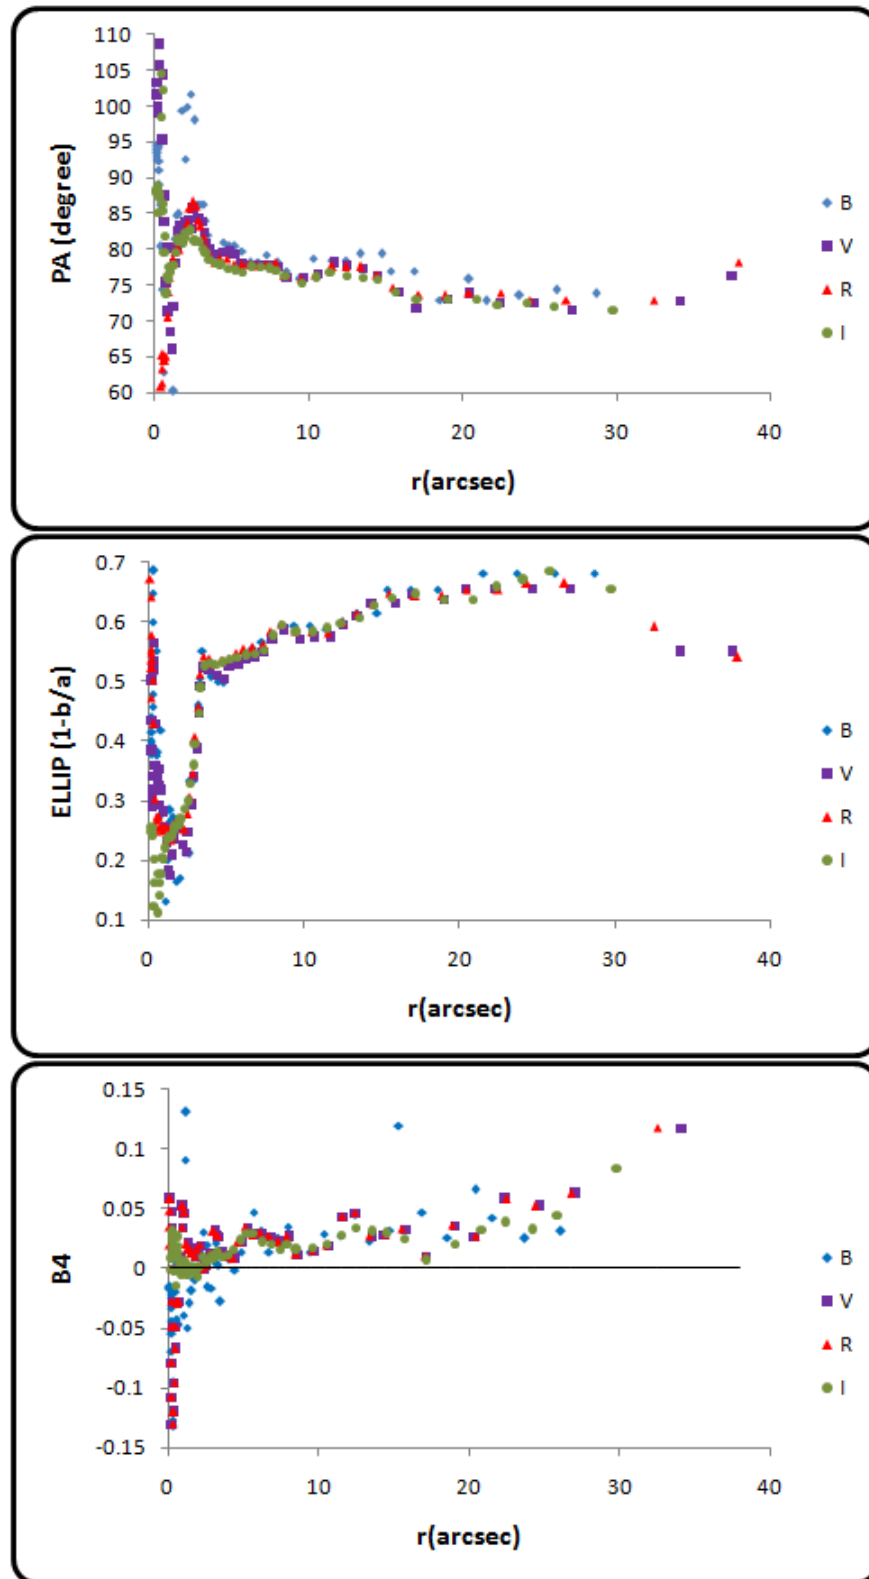 110
105
100
95
90
85
80
75
70
65
60
PA (degree)
0 10 20 30 40
r(arcsec)
B
V
R
I
0.7
0.6
0.5
0.4
0.3
0.2
0.1
ELLIP (1-b/a)
0 10 20 30 40
r(arcsec)
B
V
R
I
0.15
0.1
0.05
0
-0.05
-0.1
-0.15
B4
0 10 20 30 40
r(arcsec)
B
V
R
I